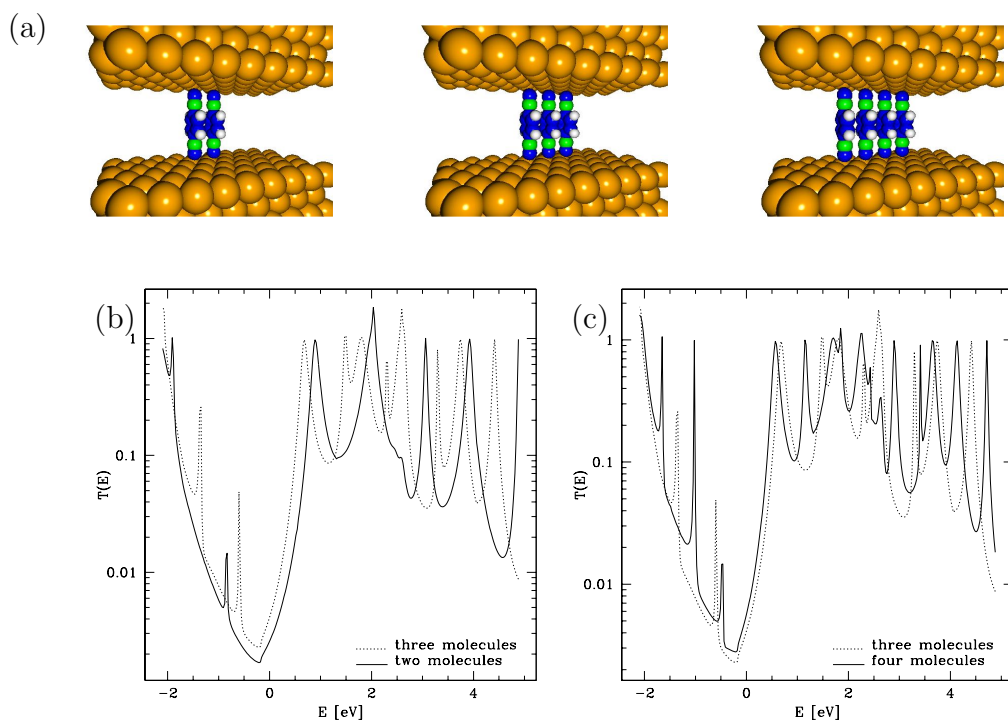 (a)
(b)
1
0.1
0.01
T(E)
three molecules
two molecules
−2
0
2
4
E [eV]
(c)
1
0.1
0.01
T(E)
three molecules
four molecules
−2
0
2
4
E [eV]